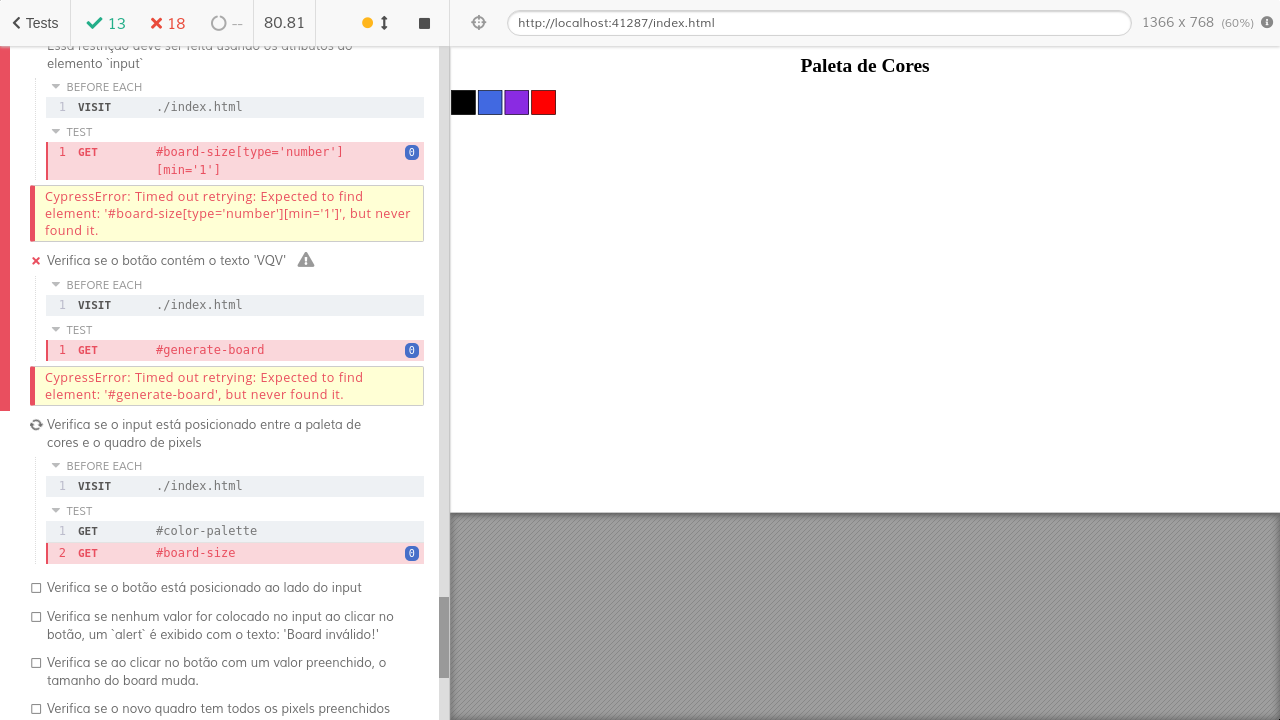 Tests
13
18
--
80.81
http://localhost:41287/index.html
1366 x 768 (60%)
Essa restrição deve ser feita usando os atributos do
elemento `input`
BEFORE EACH
1 VISIT ./index.html
TEST
1 GET #board-size[type='number']
[min='1'] 0
CypressError: Timed out retrying: Expected to find
element: '#board-size[type='number'][min='1']', but never
found it.
Verifica se o botão contém o texto 'VQV'
BEFORE EACH
1 VISIT ./index.html
TEST
1 GET #generate-board 0
CypressError: Timed out retrying: Expected to find
element: '#generate-board', but never found it.
Verifica se o input está posicionado entre a paleta de
cores e o quadro de pixels
BEFORE EACH
1 VISIT ./index.html
TEST
1 GET #color-palette
2 GET #board-size 0
Verifica se o botão está posicionado ao lado do input
Verifica se nenhum valor for colocado no input ao clicar no
botão, um `alert` é exibido com o texto: 'Board inválido!'
Verifica se ao clicar no botão com um valor preenchido, o
tamanho do board muda.
Verifica se o novo quadro tem todos os pixels preenchidos
Paleta de Cores